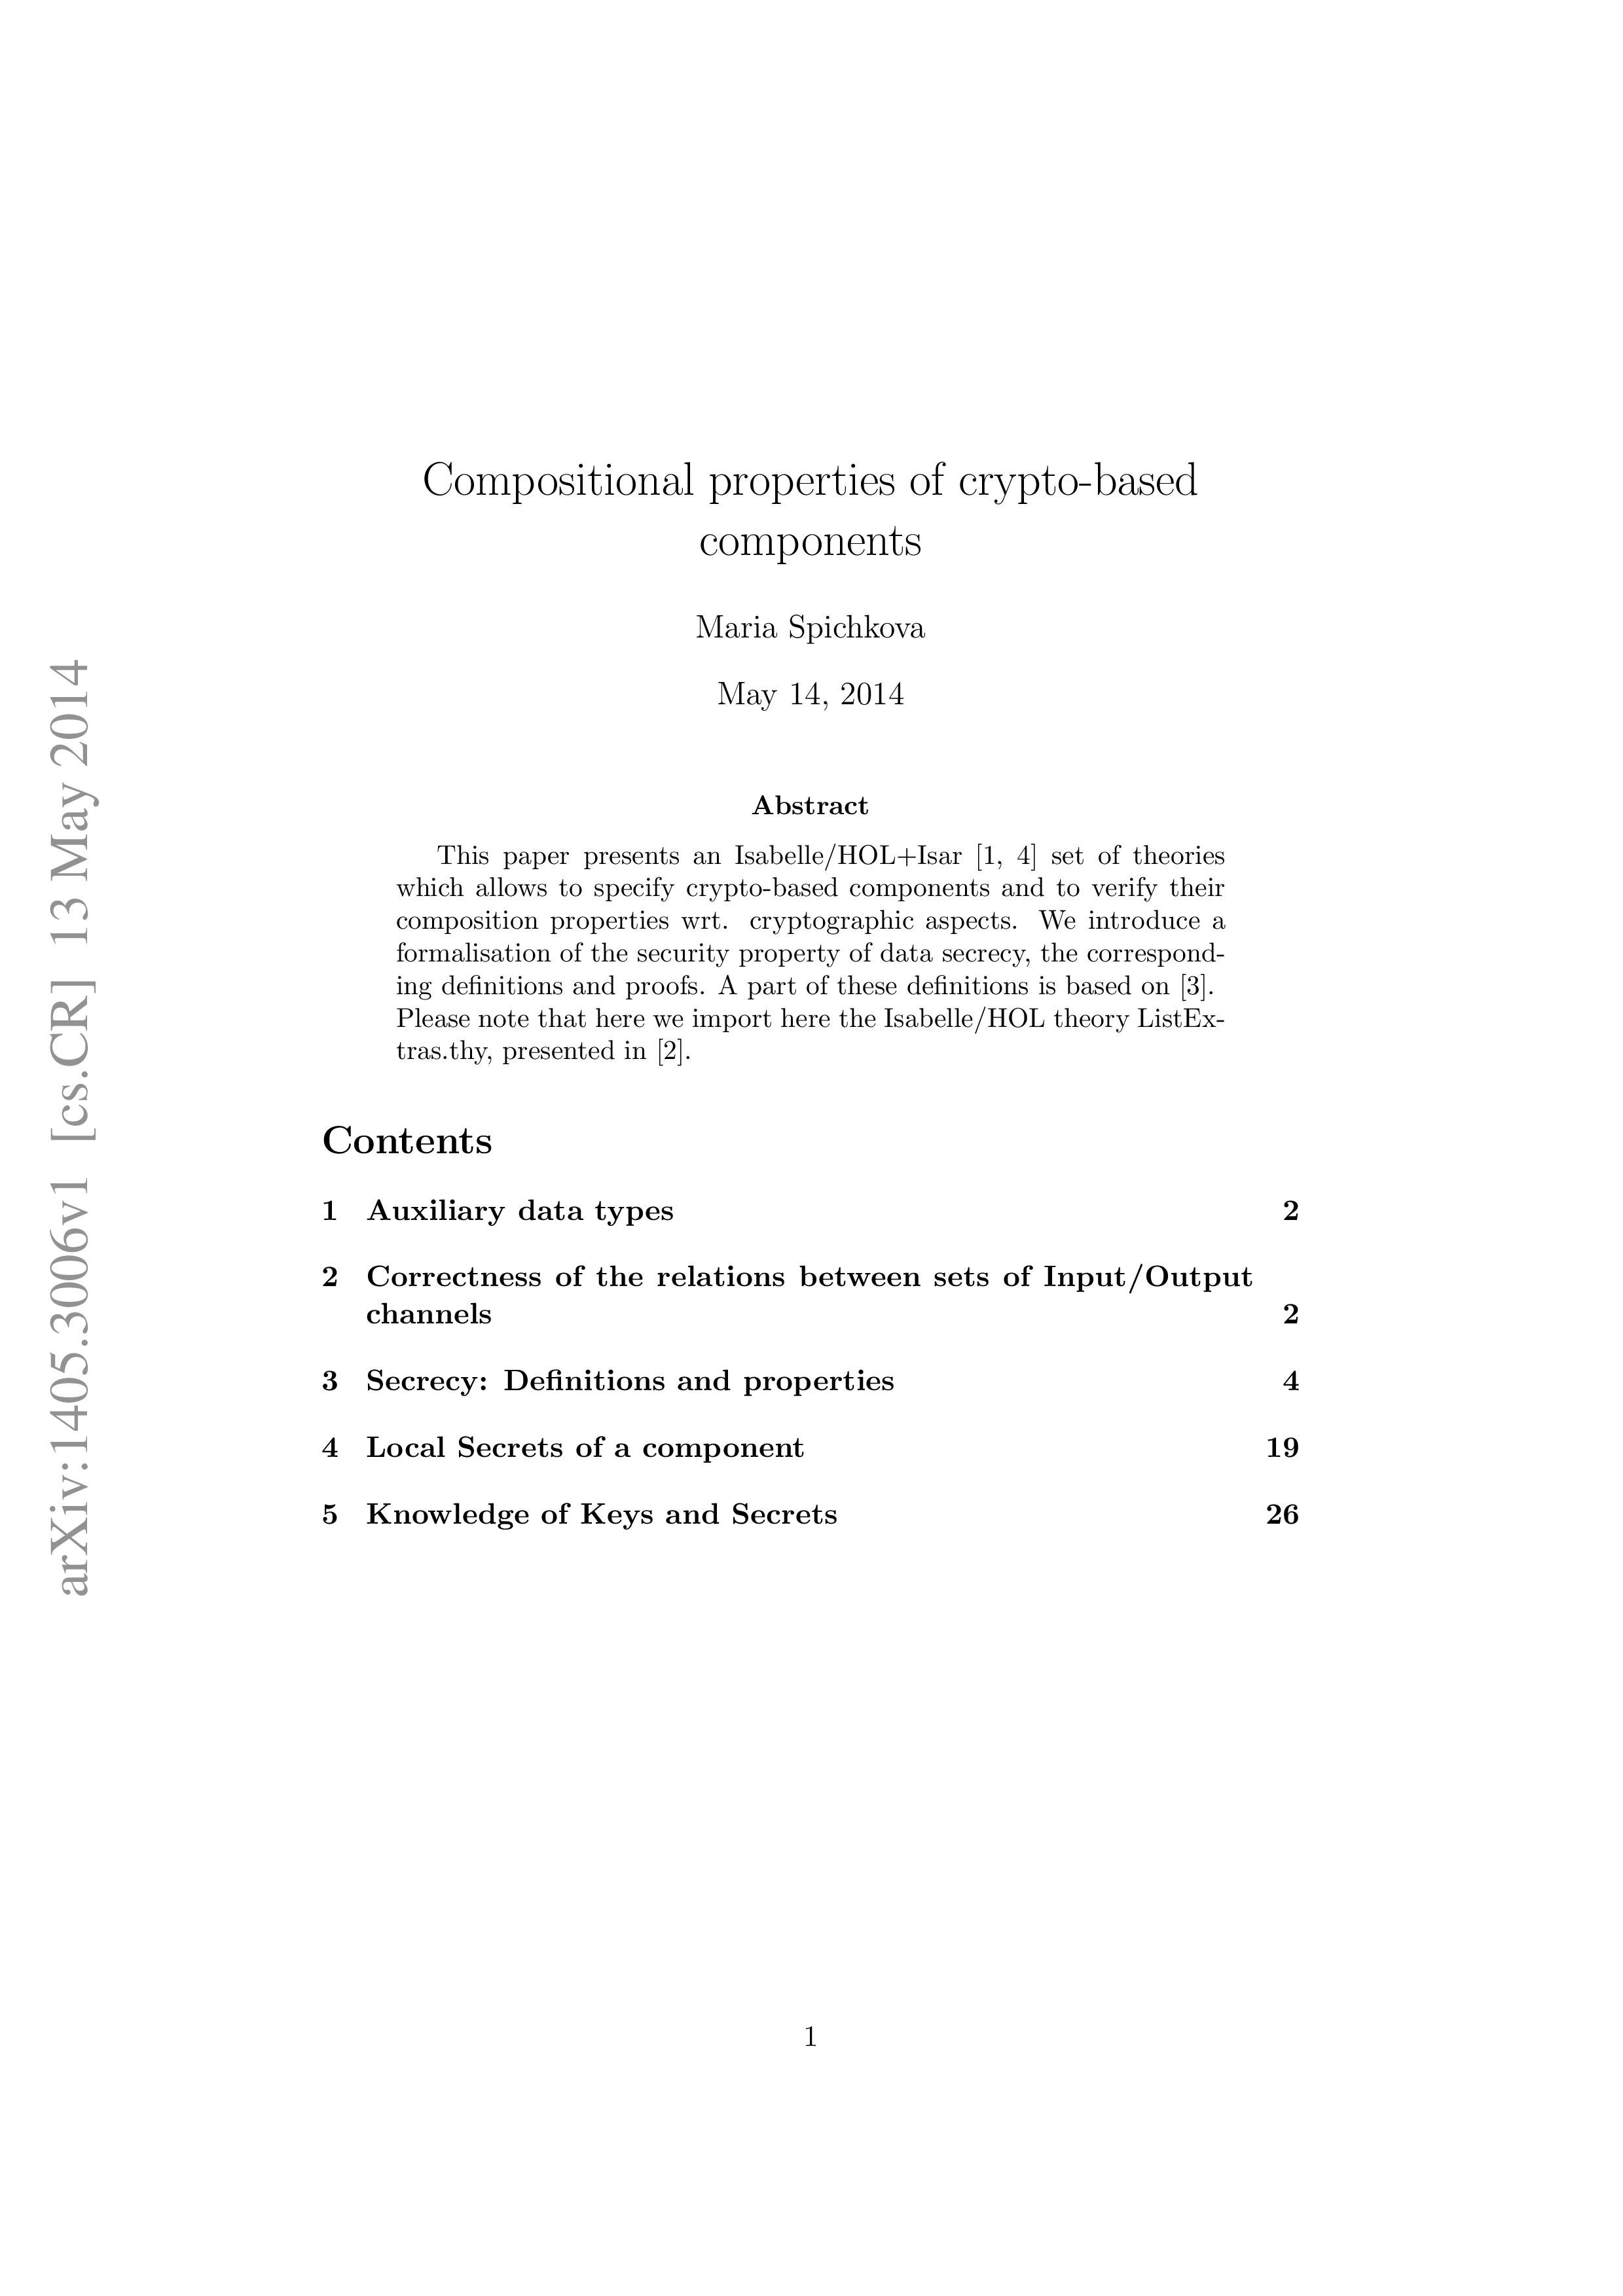 Compositional properties of crypto-based
components
Maria Spichkova
May 14, 2014
Abstract
This paper presents an Isabelle/HOL+Isar [1, 4] set of theories
which allows to specify crypto-based components and to verify their
composition properties wrt. cryptographic aspects. We introduce a
formalisation of the security property of data secrecy, the correspond-
ing definitions and proofs. A part of these definitions is based on [3].
Please note that here we import here the Isabelle/HOL theory ListEx-
tras.thy, presented in [2].
Contents
1 Auxiliary data types 2
2 Correctness of the relations between sets of Input/Output
channels 2
3 Secrecy: Definitions and properties 4
4 Local Secrets of a component 19
5 Knowledge of Keys and Secrets 26
1
arXiv:1405.3006v1 [cs.CR] 13 May 2014